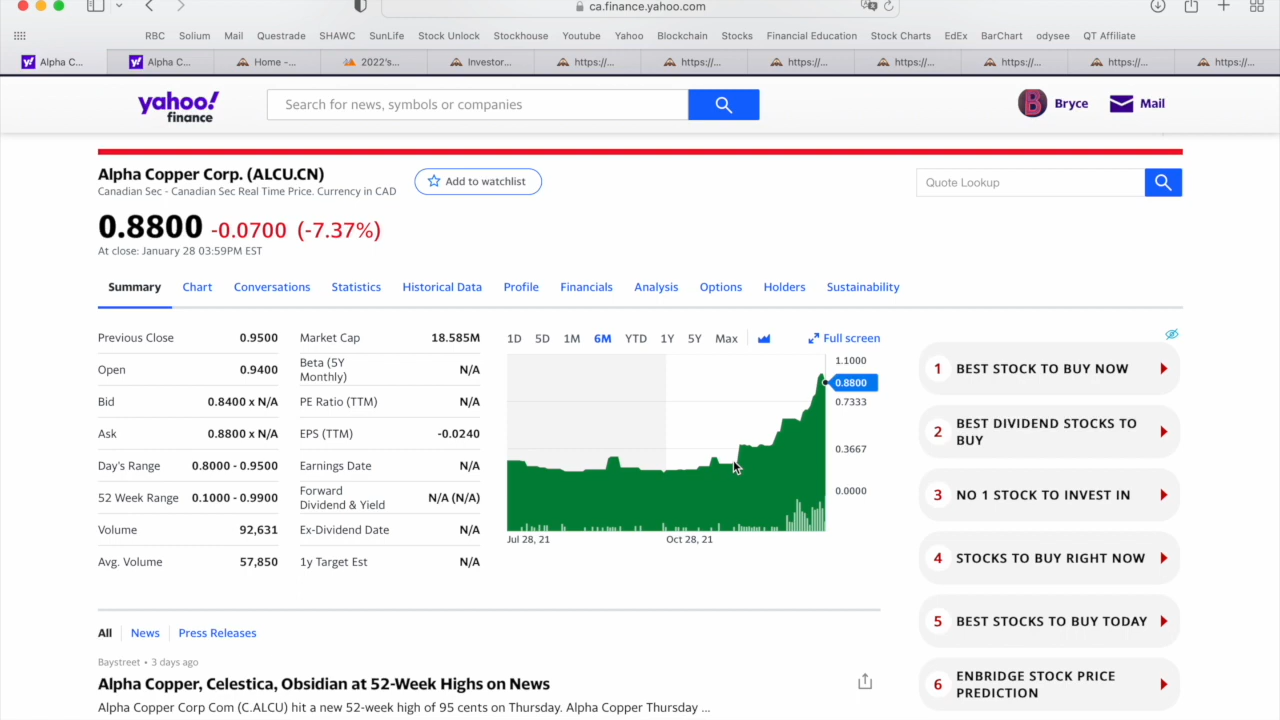 ca.finance.yahoo.com
RBC Solium Mail Questrade SHAWC SunLife Stock Unlock Stockhouse Youtube Yahoo Blockchain Stocks Financial Education Stock Charts EdEx BarChart odysee QT Affiliate
Alpha C... Alpha C... Home -... 2022's... Investor... https://... https://... https://... https://... https://... https://... https://...
yahoo!
finance
Search for news, symbols or companies
B Bryce Mail
Alpha Copper Corp. (ALCU.CN)
Add to watchlist
Quote Lookup
Canadian Sec - Canadian Sec Real Time Price. Currency in CAD
0.8800 -0.0700 (-7.37%)
At close: January 28 03:59PM EST
Summary Chart Conversations Statistics Historical Data Profile Financials Analysis Options Holders Sustainability
Previous Close 0.9500
Open 0.9400
Bid 0.8400 x N/A
Ask 0.8800 x N/A
Day's Range 0.8000 - 0.9500
52 Week Range 0.1000 - 0.9900
Volume 92,631
Avg. Volume 57,850
Market Cap 18.585M
Beta (5Y
Monthly) N/A
PE Ratio (TTM) N/A
EPS (TTM) -0.0240
Earnings Date N/A
Forward
Dividend & Yield N/A (N/A)
Ex-Dividend Date N/A
1y Target Est N/A
1D 5D 1M 6M YTD 1Y 5Y Max Full screen
1.1000
0.8800
0.7333
0.3667
0.0000
Jul 28, 21 Oct 28, 21
1 BEST STOCK TO BUY NOW
2 BEST DIVIDEND STOCKS TO
BUY
3 NO 1 STOCK TO INVEST IN
4 STOCKS TO BUY RIGHT NOW
5 BEST STOCKS TO BUY TODAY
6 ENBRIDGE STOCK PRICE
PREDICTION
All News Press Releases
Baystreet • 3 days ago
Alpha Copper, Celestica, Obsidian at 52-Week Highs on News
Alpha Copper Corp Com (C.ALCU) hit a new 52-week high of 95 cents on Thursday. Alpha Copper Thursday ...